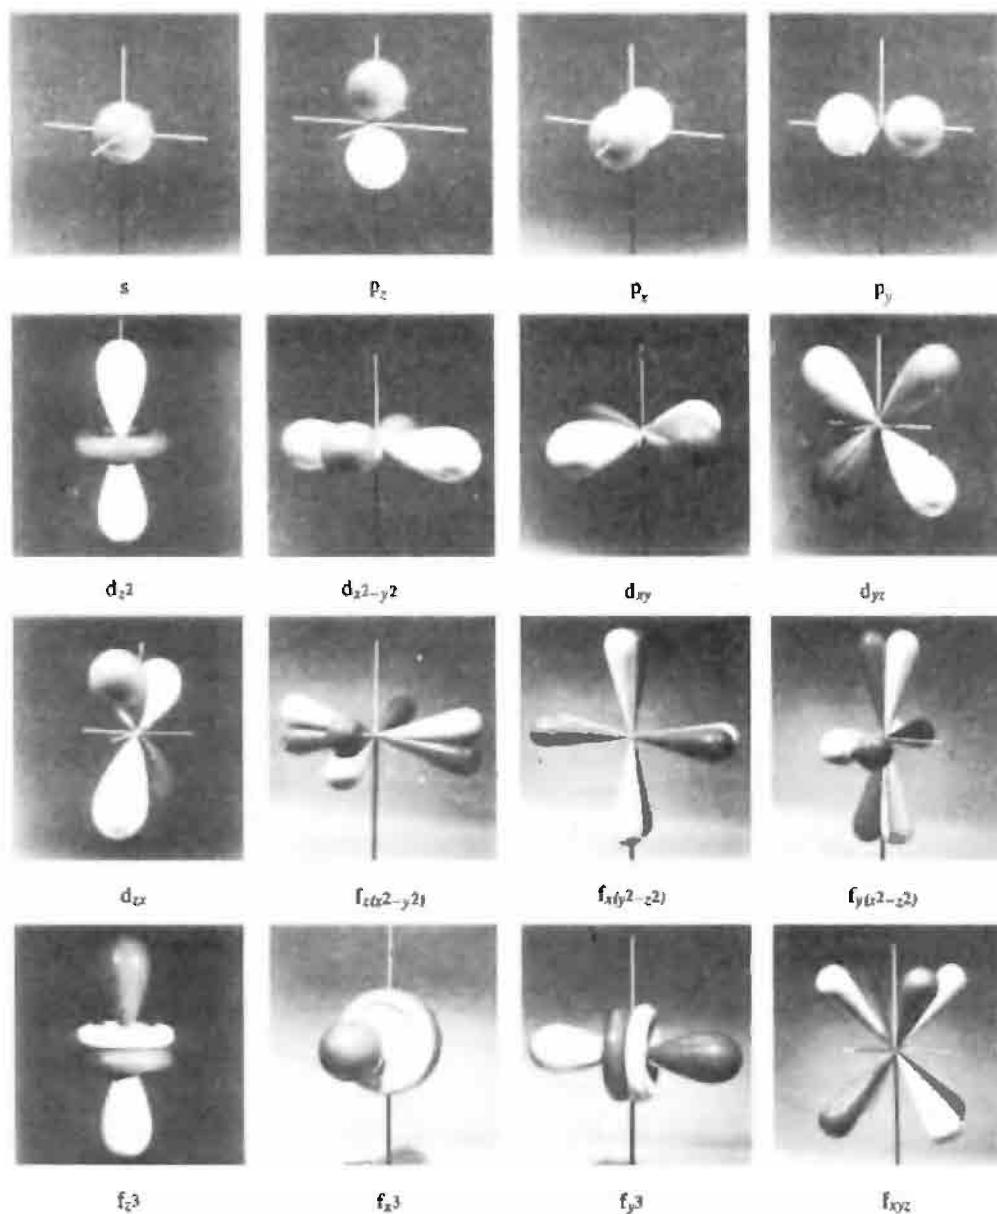 s p_z p_x p_y
d_z2 d_x2-y2 d_xy d_yz
d_zx f_z(x2-y2) f_x(y2-z2) f_y(x2-z2)
f_z3 f_x3 f_y3 f_xyz